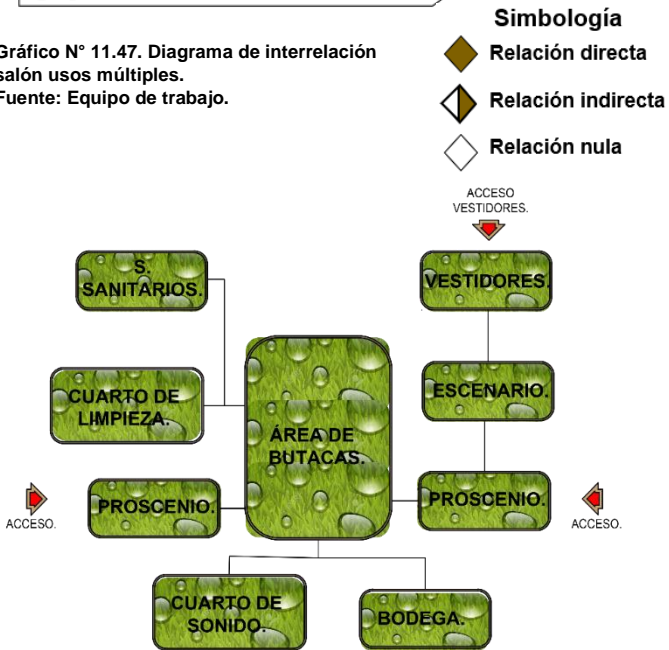 Simbología
Gráfico N° 11.47. Diagrama de interrelación
salón usos múltiples.
Fuente: Equipo de trabajo.
Relación directa
Relación indirecta
Relación nula
ACCESO
VESTIDORES.
S.
SANITARIOS.
VESTIDORES.
CUARTO DE
LIMPIEZA.
ESCENARIO.
ÁREA DE
BUTACAS.
PROSCENIO.
PROSCENIO.
ACCESO.
ACCESO.
CUARTO DE
SONIDO.
BODEGA.